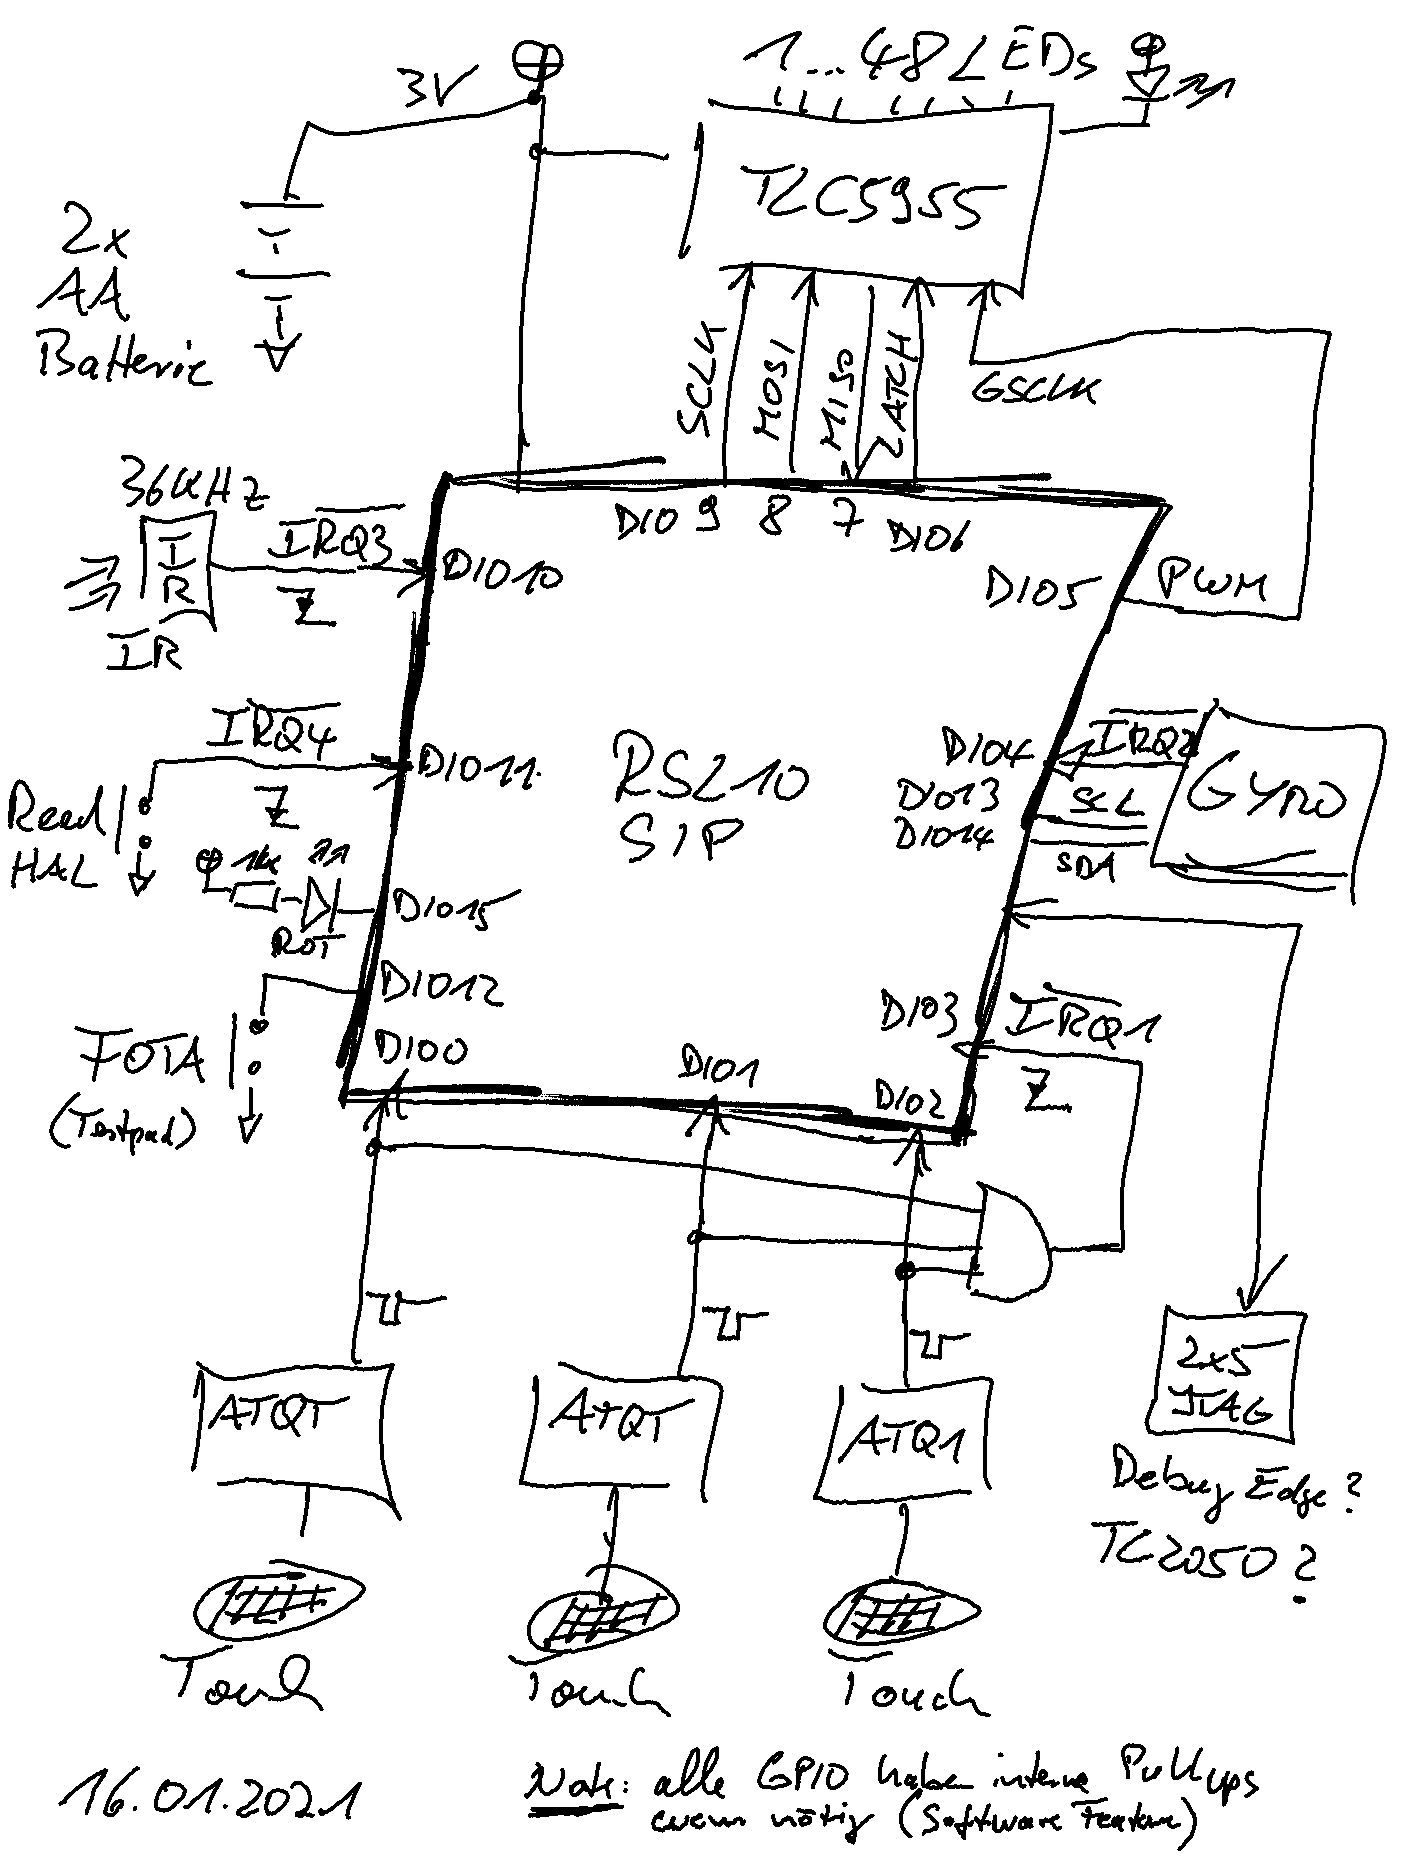 1...48 LEDs
3V
TLC5955
2x
AA
Batterie
SCLK
MOSI
MISO
LATCH
GSCLK
36KHz
IR
IRQ3
Z
IR
DIO 9 8 7 DIO6
DIO10
DIO5
PWM
IRQ4
Z
DIO11
Reed
HAL
RSL10
SIP
DIO4
IRQ2
DIO13
SCL
DIO14
SDA
GYRO
1k
ROT
DIO15
DIO12
FOTA
(Testpad)
DIO0
DIO1
DIO2
DIO3
IRQ1
Z
ATQT
ATQT
ATQ1
2x5
JTAG
Debug Edge?
TC2050?
Touch
Touch
Touch
16.01.2021
Note: alle GPIO haben interne Pullups
wenn nötig (Software Feature)